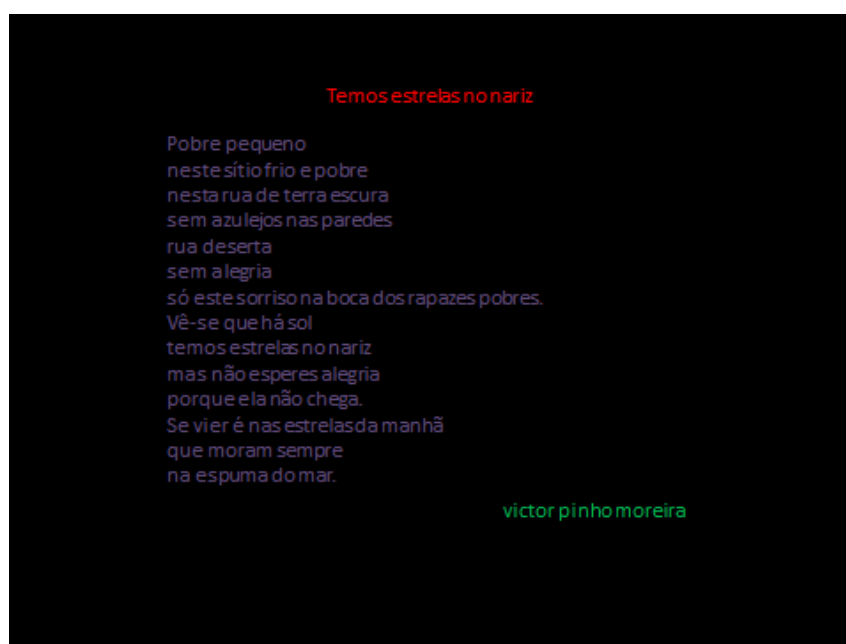 Temos estrelas no nariz
Pobre pequeno
neste sítio frio e pobre
nesta rua de terra escura
sem azulejos nas paredes
rua deserta
sem alegria
só este sorriso na boca dos rapazes pobres.
Vê-se que há sol
temos estrelas no nariz
mas não esperes alegria
porque ela não chega.
Se vier é nas estrelas da manhã
que moram sempre
na espuma do mar.
victor pinho moreira